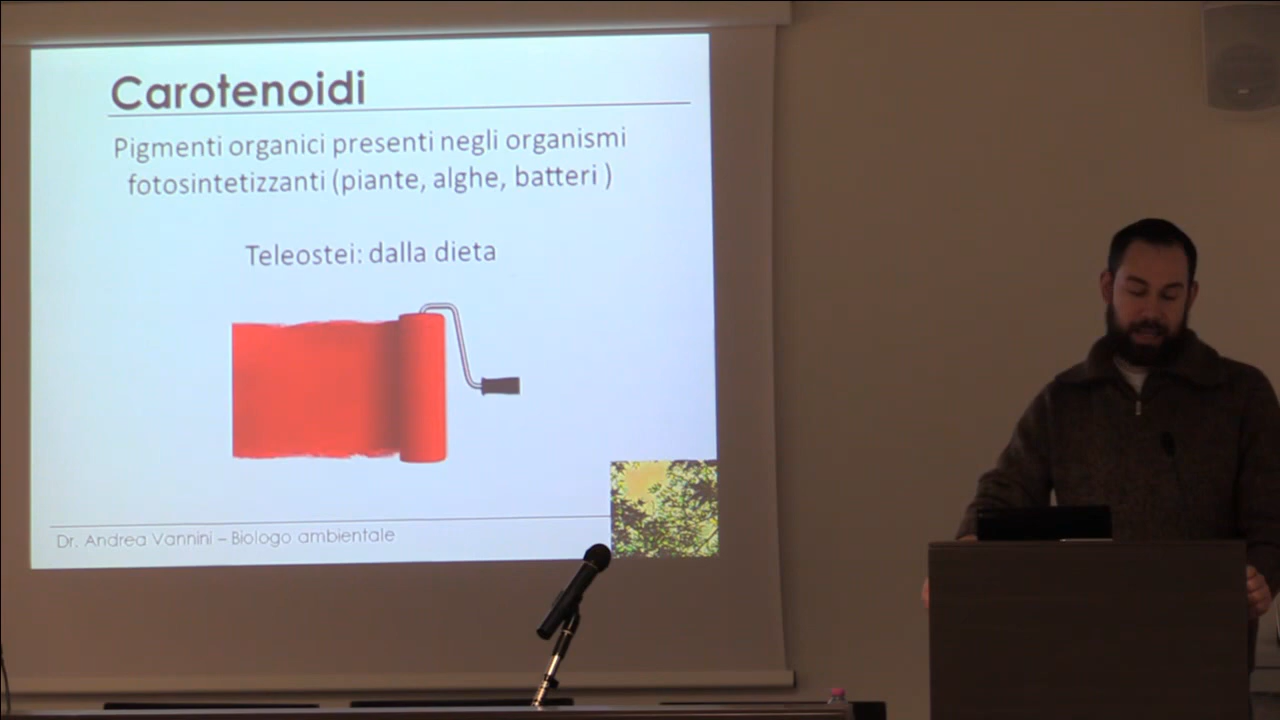 Carotenoidi
Pigmenti organici presenti negli organismi
fotosintetizzanti (piante, alghe, batteri )
Teleostei: dalla dieta
Dr. Andrea Vannini – Biologo ambientale